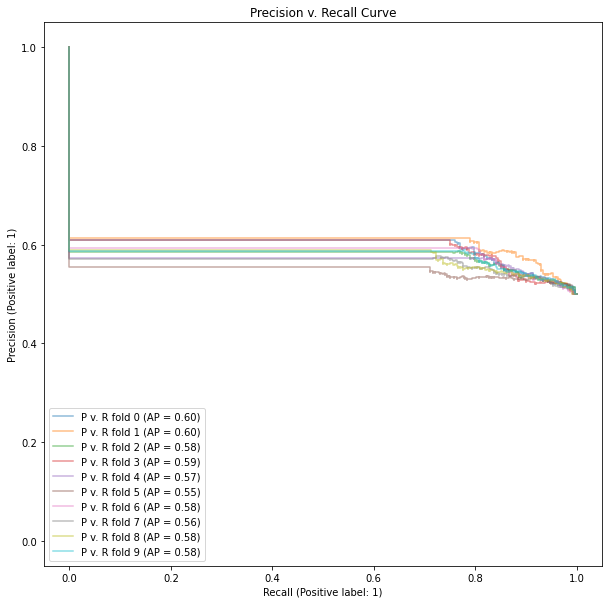 Precision v. Recall Curve
1.0
0.8
0.6
0.4
0.2
0.0
Precision (Positive label: 1)
P v. R fold 0 (AP = 0.60)
P v. R fold 1 (AP = 0.60)
P v. R fold 2 (AP = 0.58)
P v. R fold 3 (AP = 0.59)
P v. R fold 4 (AP = 0.57)
P v. R fold 5 (AP = 0.55)
P v. R fold 6 (AP = 0.58)
P v. R fold 7 (AP = 0.56)
P v. R fold 8 (AP = 0.58)
P v. R fold 9 (AP = 0.58)
0.0 0.2 0.4 0.6 0.8 1.0
Recall (Positive label: 1)